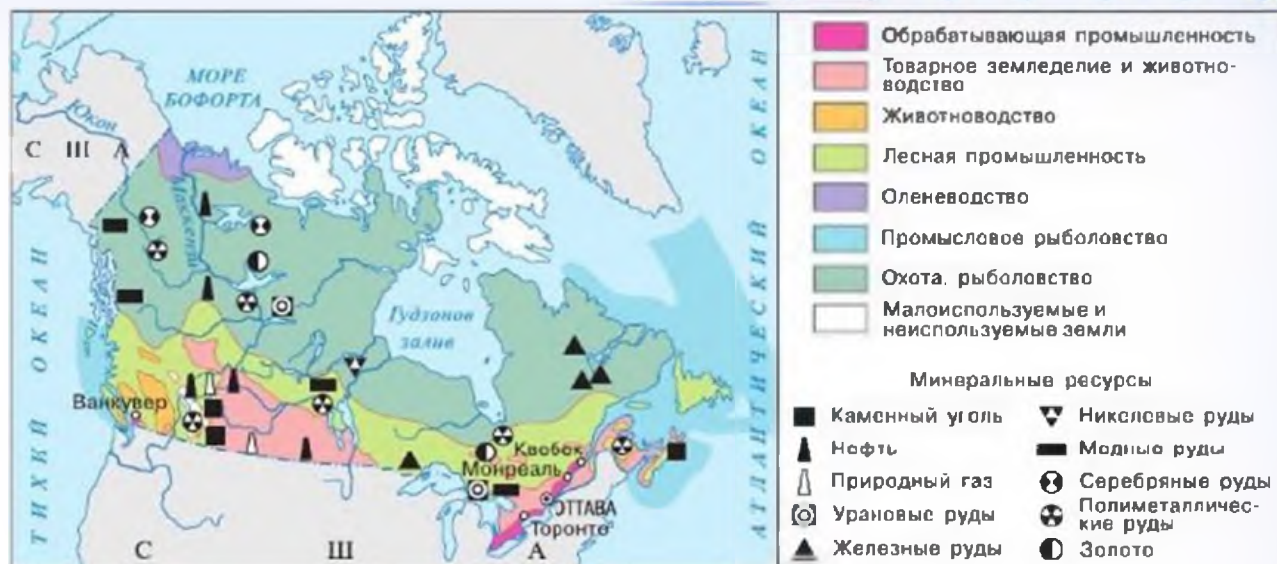 МОРЕ
БОФОРТА
Юкон
С Ш А
Маккензи
ТИХИЙ ОКЕАН
АТЛАНТИЧЕСКИЙ ОКЕАН
Гудзонов
залив
Ванкувер
Квебек
Монреаль
ОТТАВА
Торонто
С Ш А
Обрабатывающая промышленность
Товарное земледелие и животно-
водство
Животноводство
Лесная промышленность
Оленеводство
Промысловое рыболовство
Охота, рыболовство
Малоиспользуемые и
неиспользуемые земли
Минеральные ресурсы
Каменный уголь
Нефть
Природный газ
Урановые руды
Железные руды
Никелевые руды
Медные руды
Серебряные руды
Полиметалличес-
кие руды
Золото